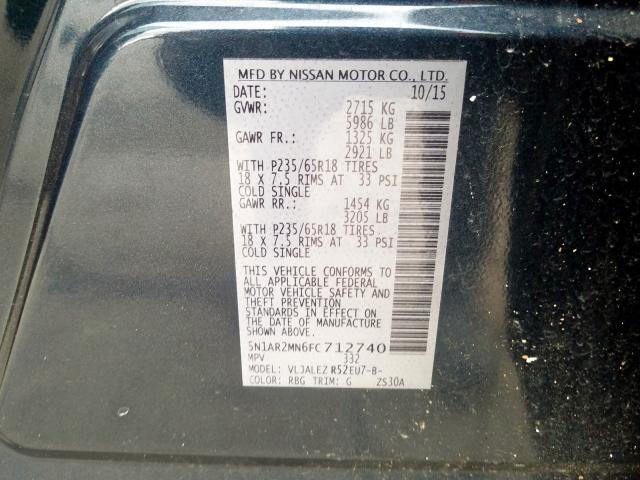 MFD BY NISSAN MOTOR CO., LTD.
DATE: 10/15
GVWR: 2715 KG
5986 LB
GAWR FR.: 1325 KG
2921 LB
WITH P235/65R18 TIRES
18 X 7.5 RIMS AT 33 PSI
COLD SINGLE
GAWR RR.: 1454 KG
3205 LB
WITH P235/65R18 TIRES
18 X 7.5 RIMS AT 33 PSI
COLD SINGLE
THIS VEHICLE CONFORMS TO
ALL APPLICABLE FEDERAL
MOTOR VEHICLE SAFETY AND
THEFT PREVENTION
STANDARDS IN EFFECT ON
THE DATE OF MANUFACTURE
SHOWN ABOVE.
5N1AR2MN6FC712740
MPV 332
MODEL: VLJALEZ R52EU7-B-
COLOR: RBG TRIM: G ZS30A